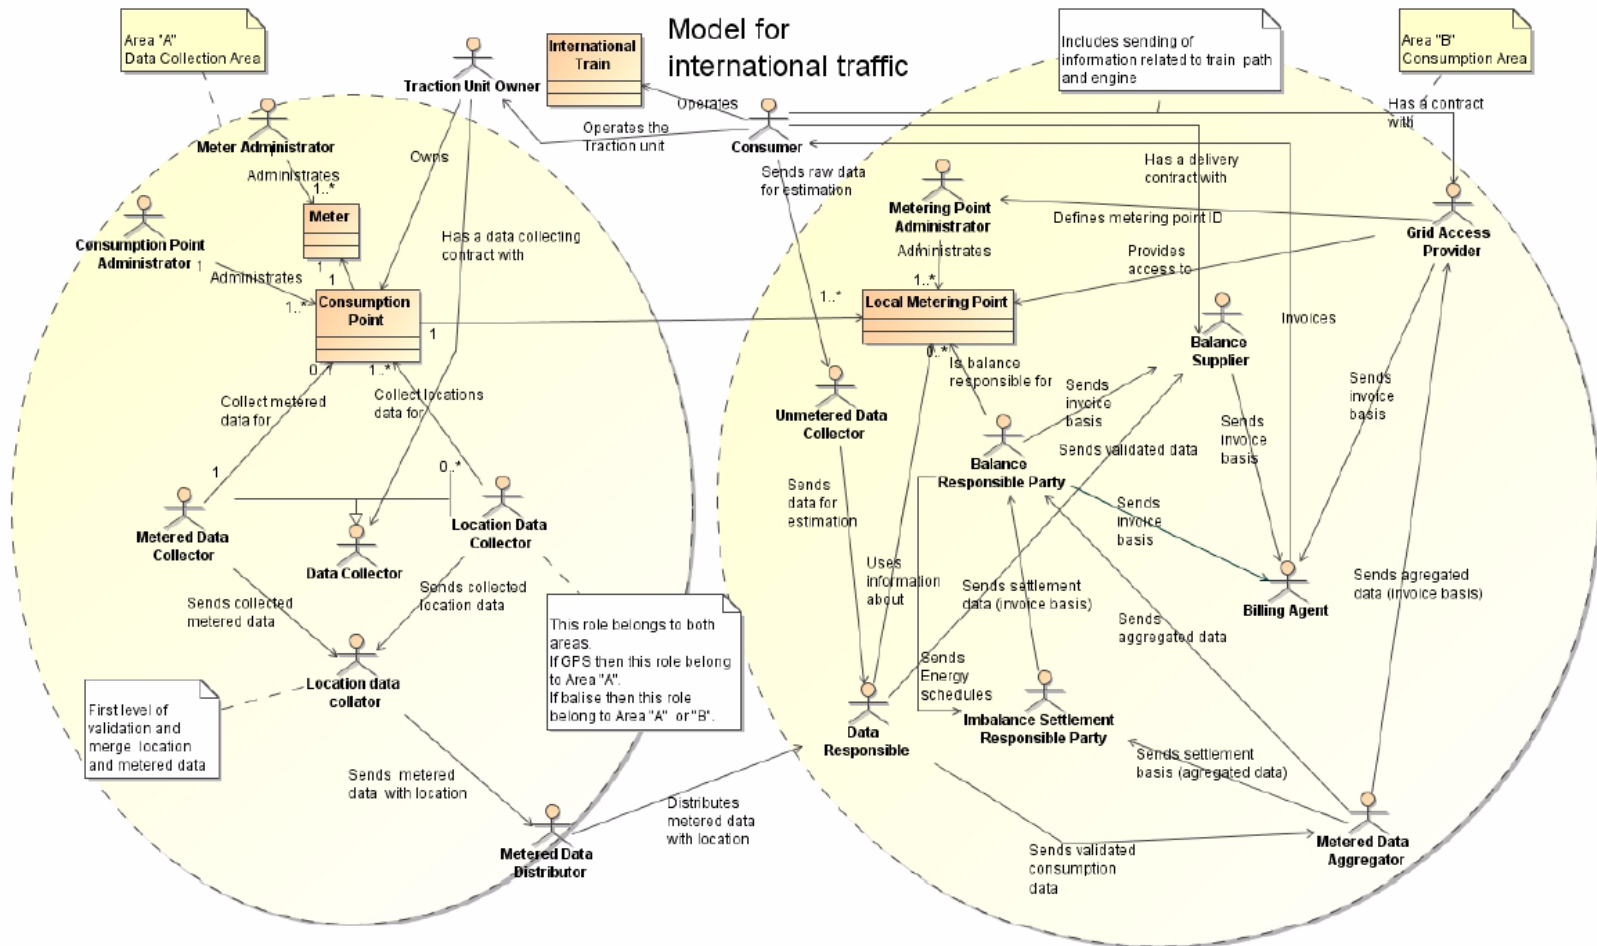 Model for
international traffic
Area "A"
Data Collection Area
Traction Unit Owner
International
Train
Includes sending of
information related to train path
and engine
Area "B"
Consumption Area
Meter Administrator
Administrates
1..*
Meter
Owns
Operates
Operates the
Traction unit
Consumer
Has a contract
with
Sends raw data
for estimation
Has a delivery
contract with
Consumption Point
Administrator
1
Administrates
1..*
1
1
Has a data collecting
contract with
Consumption
Point
1
1..*
0..1
1..*
Metering Point
Administrator
Administrates
1..*
Defines metering point ID
Grid Access
Provider
Provides
access to
Local Metering Point
0..*
Is balance
responsible for
Balance
Supplier
Invoices
Collect metered
data for
Collect locations
data for
1
0..*
Unmetered Data
Collector
Sends
invoice
basis
Sends
invoice
basis
Sends
invoice
basis
Sends validated data
Balance
Responsible Party
Metered Data
Collector
Data Collector
Location Data
Collector
Sends
data for
estimation
Sends
invoice
basis
Sends collected
metered data
Sends collected
location data
Uses
information
about
Sends settlement
data (invoice basis)
Billing Agent
Sends agregated
data (invoice basis)
Sends
aggregated data
This role belongs to both
areas.
If GPS then this role belong
to Area "A".
If balise then this role
belong to Area "A" or "B".
Location data
collator
First level of
validation and
merge location
and metered data
Sends
Energy
schedules
Data
Responsible
Imbalance Settlement
Responsible Party
Sends settlement
basis (agregated data)
Sends metered
data with location
Distributes
metered data
with location
Metered Data
Distributor
Sends validated
consumption
data
Metered Data
Aggregator